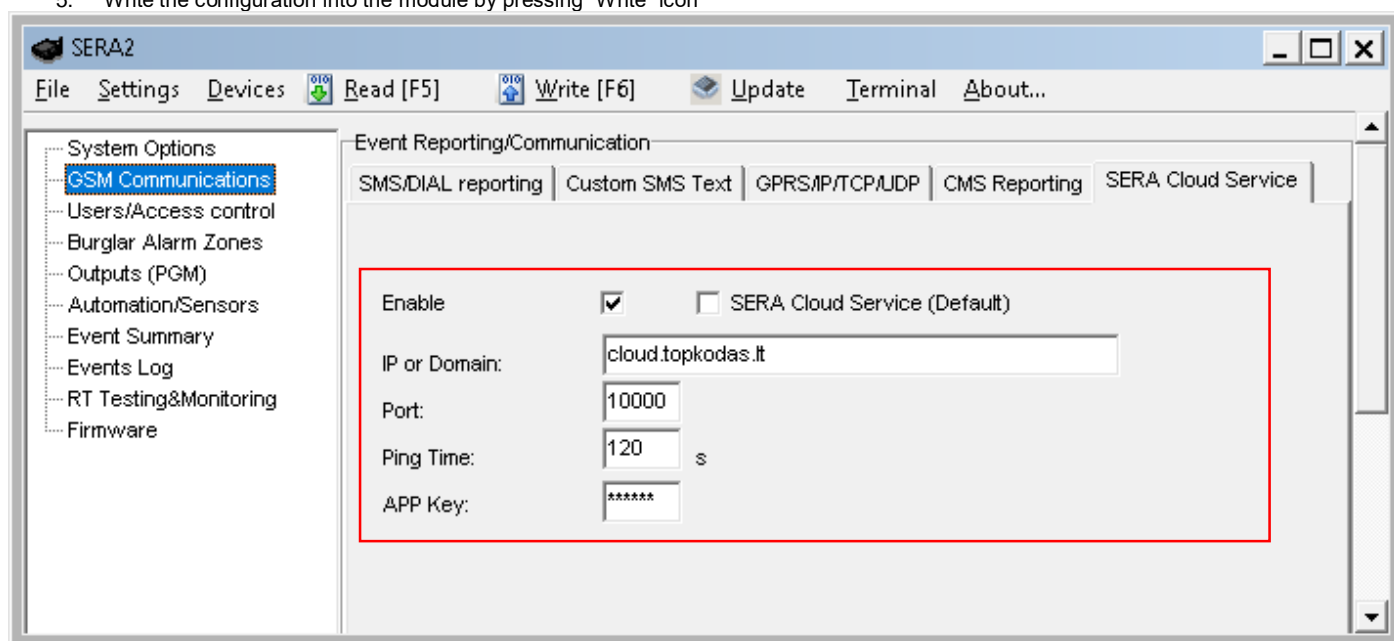 5. Write the configuration into the module by pressing "Write" icon
SERA2
File Settings Devices Read [F5] Write [F6] Update Terminal About...
System Options
GSM Communications
Users/Access control
Burglar Alarm Zones
Outputs (PGM)
Automation/Sensors
Event Summary
Events Log
RT Testing&Monitoring
Firmware
Event Reporting/Communication
SMS/DIAL reporting Custom SMS Text GPRS/IP/TCP/UDP CMS Reporting SERA Cloud Service
Enable SERA Cloud Service (Default)
IP or Domain: cloud.topkodas.lt
Port: 10000
Ping Time: 120 s
APP Key: ******